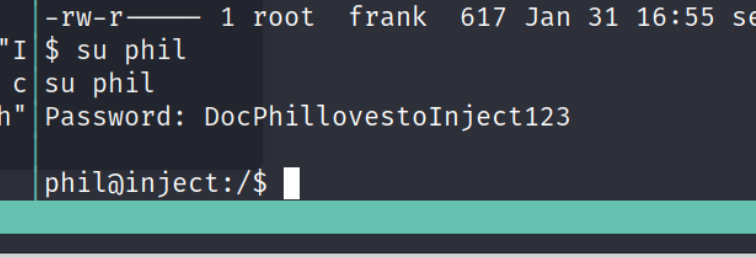 -rw-r----- 1 root  frank  617 Jan 31 16:55 se
"I $ su phil
c su phil
h" Password: DocPhillovestoInject123
phil@inject:/$